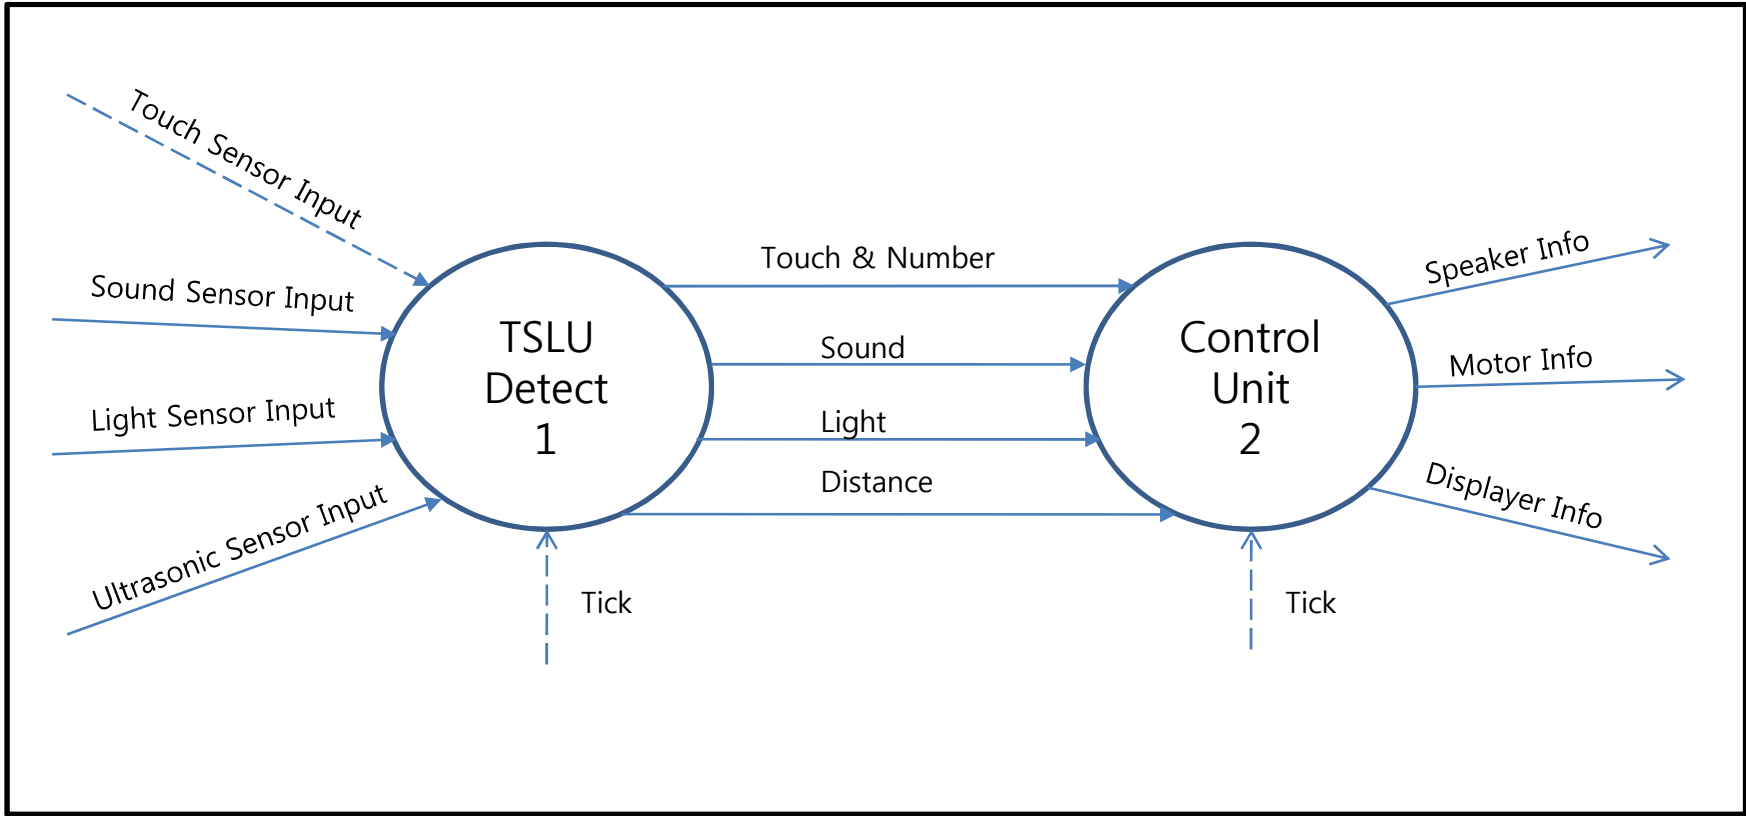 Touch Sensor Input
Sound Sensor Input
Light Sensor Input
Ultrasonic Sensor Input
TSLU
Detect
1
Tick
Touch & Number
Sound
Light
Distance
Control
Unit
2
Tick
Speaker Info
Motor Info
Displayer Info